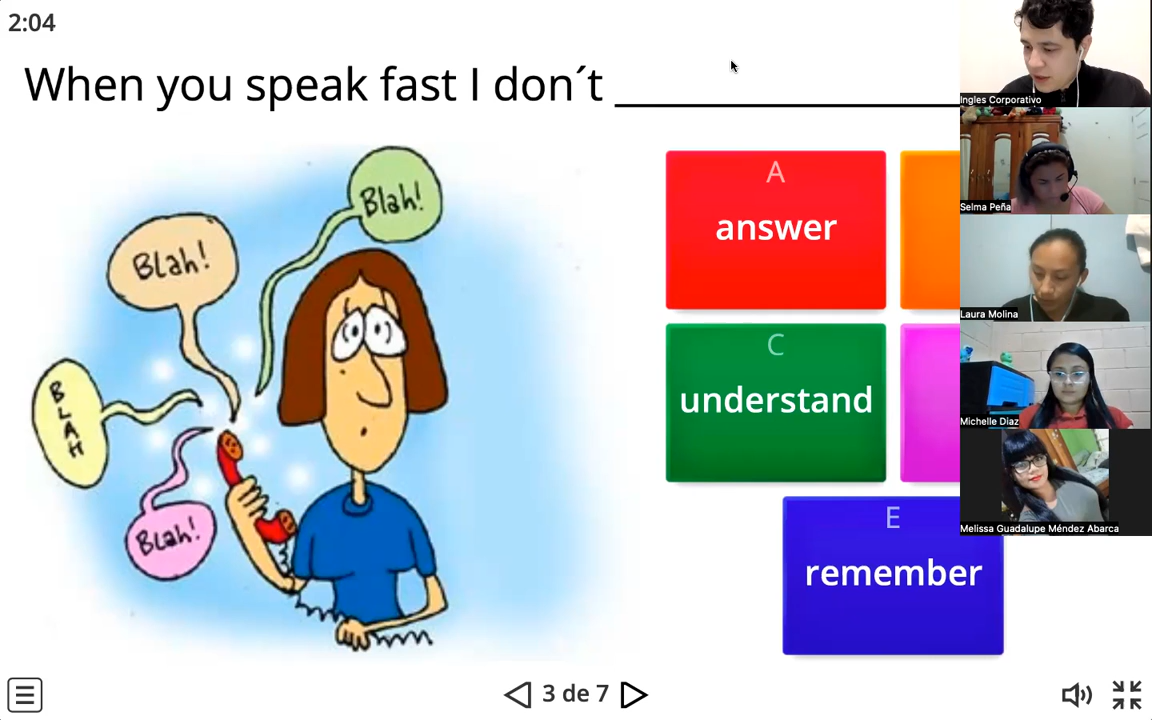 2:04
When you speak fast I don´t
Blah!
Blah!
BLAH
Blah!
A
answer
C
understand
E
remember
3 de 7
Ingles Corporativo
Selma Peña
Laura Molina
Michelle Diaz
Melissa Guadalupe Méndez Abarca